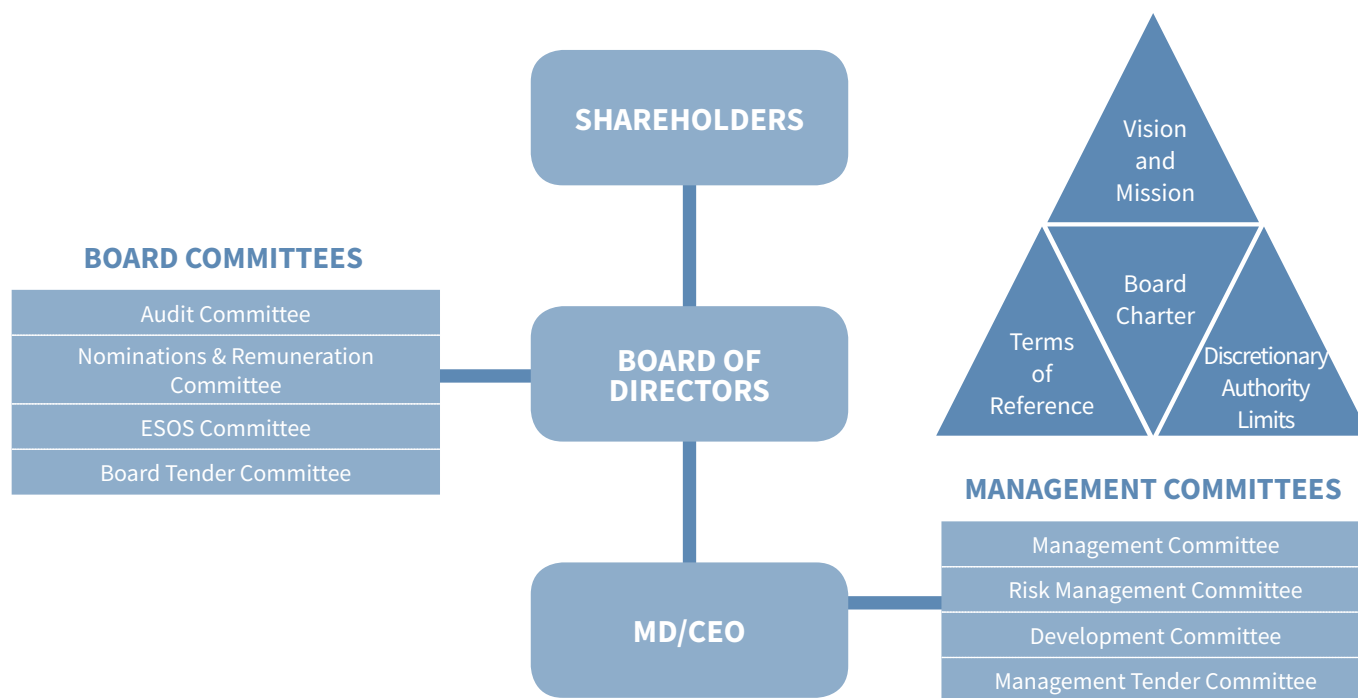 SHAREHOLDERS
Vision
and
Mission
BOARD COMMITTEES
Audit Committee
Nominations & Remuneration
Committee
ESOS Committee
Board Tender Committee
BOARD OF
DIRECTORS
Board
Charter
Terms
of
Reference
Discretionary
Authority
Limits
MANAGEMENT COMMITTEES
Management Committee
Risk Management Committee
Development Committee
Management Tender Committee
MD/CEO